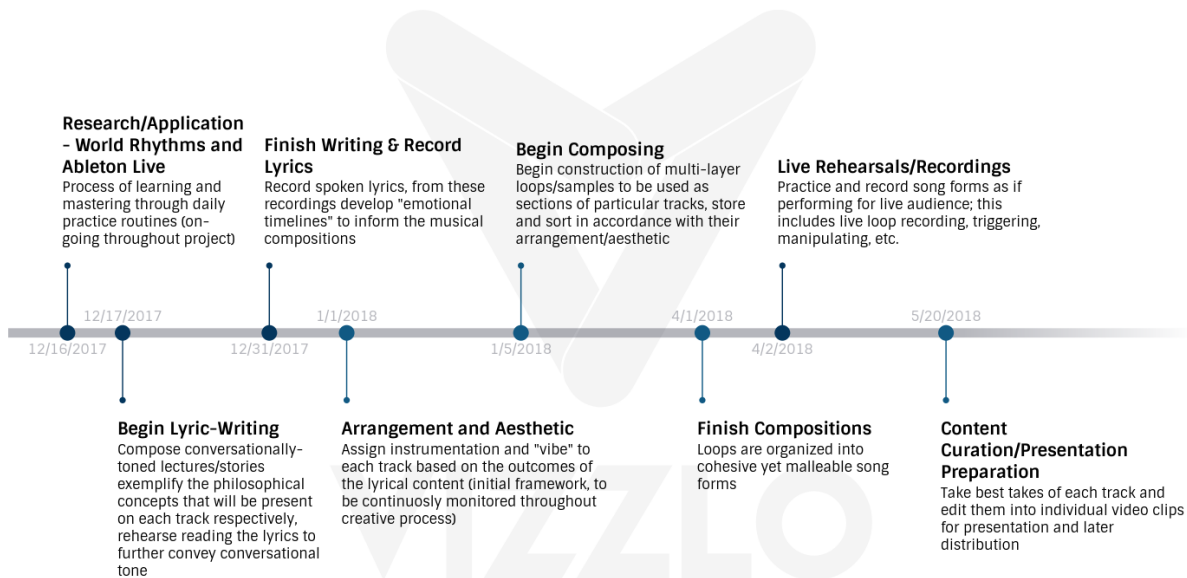 Research/Application
- World Rhythms and
Ableton Live
Process of learning and
mastering through daily
practice routines (on-
going throughout project)
Finish Writing & Record
Lyrics
Record spoken lyrics, from these
recordings develop "emotional
timelines" to inform the musical
compositions
Begin Composing
Begin construction of multi-layer
loops/samples to be used as
sections of particular tracks, store
and sort in accordance with their
arrangement/aesthetic
Live Rehearsals/Recordings
Practice and record song forms as if
performing for live audience; this
includes live loop recording, triggering,
manipulating, etc.
12/17/2017
1/1/2018
4/1/2018
5/20/2018
12/16/2017
12/31/2017
1/5/2018
4/2/2018
Begin Lyric-Writing
Compose conversationally-
toned lectures/stories
exemplify the philosophical
concepts that will be present
on each track respectively,
rehearse reading the lyrics to
further convey conversational
tone
Arrangement and Aesthetic
Assign instrumentation and "vibe" to
each track based on the outcomes of
the lyrical content (initial framework, to
be continuosly monitored throughout
creative process)
Finish Compositions
Loops are organized into
cohesive yet malleable song
forms
Content
Curation/Presentation
Preparation
Take best takes of each track and
edit them into individual video clips
for presentation and later
distribution
VIZZLO